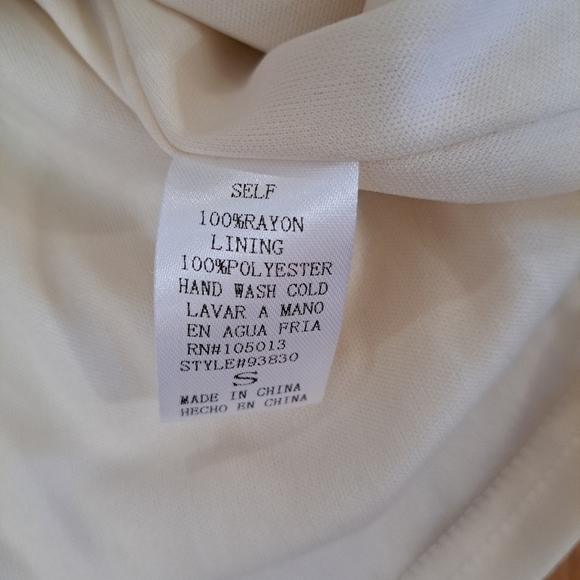 SELF
100%RAYON
LINING
100%POLYESTER
HAND WASH COLD
LAVAR A MANO
EN AGUA FRIA
RN#105013
STYLE#93830
S
MADE IN CHINA
HECHO EN CHINA